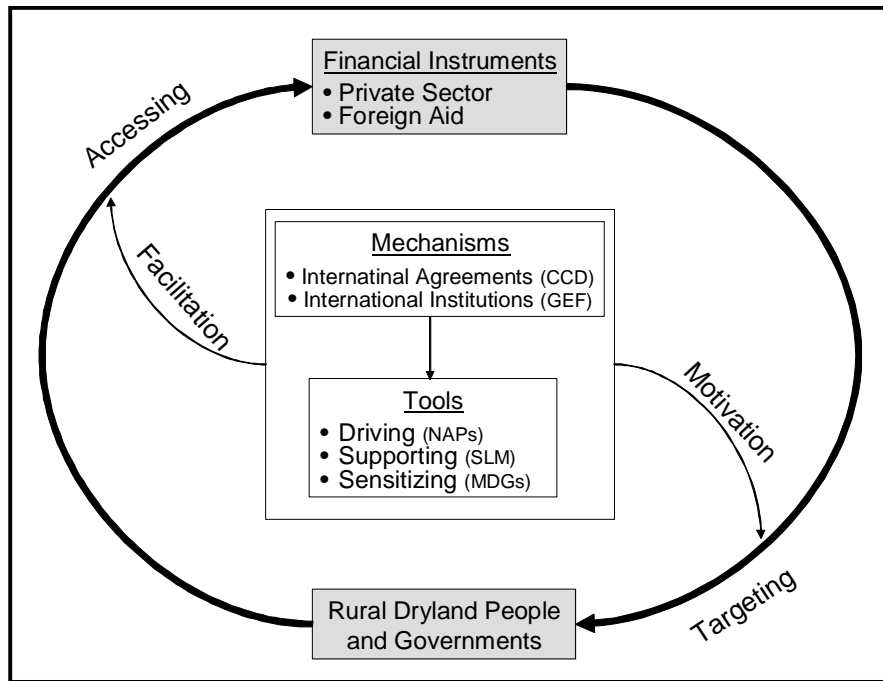 Financial Instruments
• Private Sector
• Foreign Aid
Accessing
Facilitation
Mechanisms
• Internatinal Agreements (CCD)
• International Institutions (GEF)
Tools
• Driving (NAPs)
• Supporting (SLM)
• Sensitizing (MDGs)
Motivation
Targeting
Rural Dryland People
and Governments